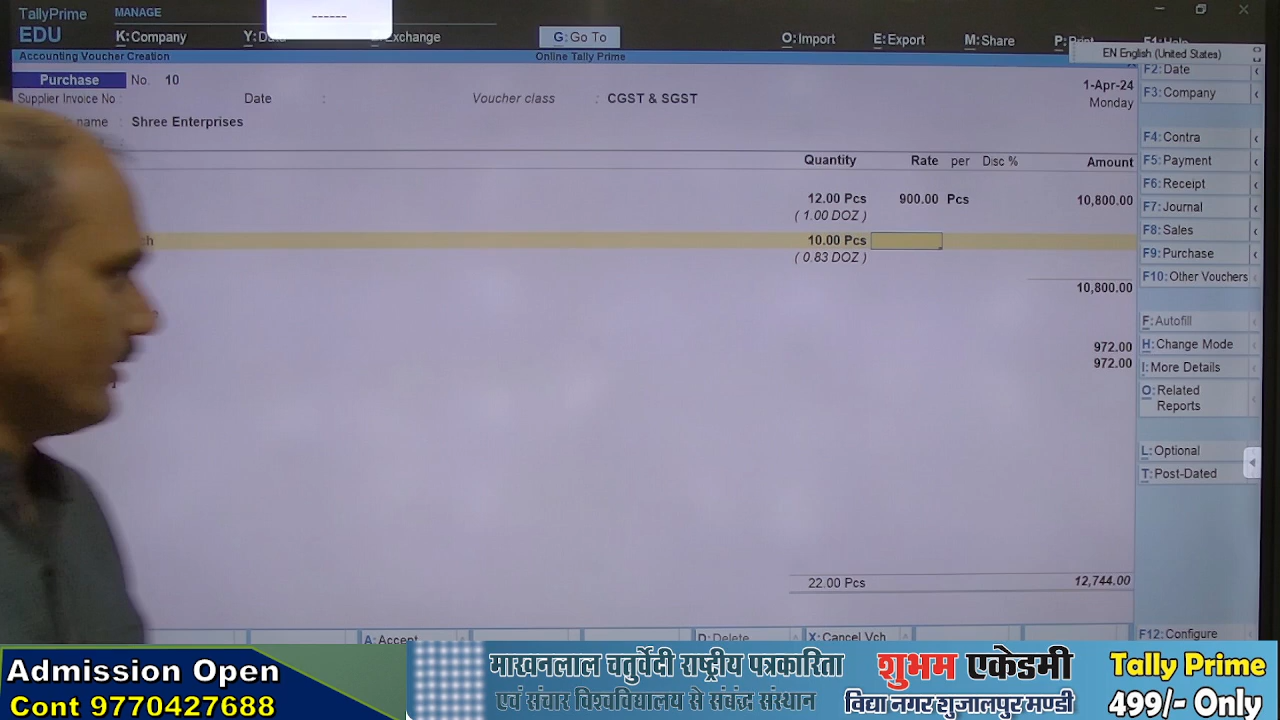 TallyPrime
EDU
MANAGE
K:Company
Exchange
G:Go To
O:Import
E:Export
M:Share
P:Print
F1:Help
EN English (United States)
Accounting Voucher Creation
Online Tally Prime
Purchase No. 10
1-Apr-24
Supplier Invoice No :
Date :
Voucher class : CGST & SGST
Monday
name : Shree Enterprises
Quantity Rate per Disc % Amount
12.00 Pcs 900.00 Pcs 10,800.00
( 1.00 DOZ )
ch 10.00 Pcs
( 0.83 DOZ )
10,800.00
972.00
972.00
22.00 Pcs 12,744.00
F2:Date
F3:Company
F4:Contra
F5:Payment
F6:Receipt
F7:Journal
F8:Sales
F9:Purchase
F10:Other Vouchers
F:Autofill
H:Change Mode
I:More Details
O:Related
Reports
L:Optional
T:Post-Dated
F12:Configure
A:Accept
D:Delete
X:Cancel Vch
Admission Open
Cont 9770427688
माखनलाल चतुर्वेदी राष्ट्रीय पत्रकारिता
एवं संचार विश्वविद्यालय से संबंद्ध संस्थान
शुभम एकेडमी
विद्या नगर शुजालपुर मण्डी
Tally Prime
499/- Only